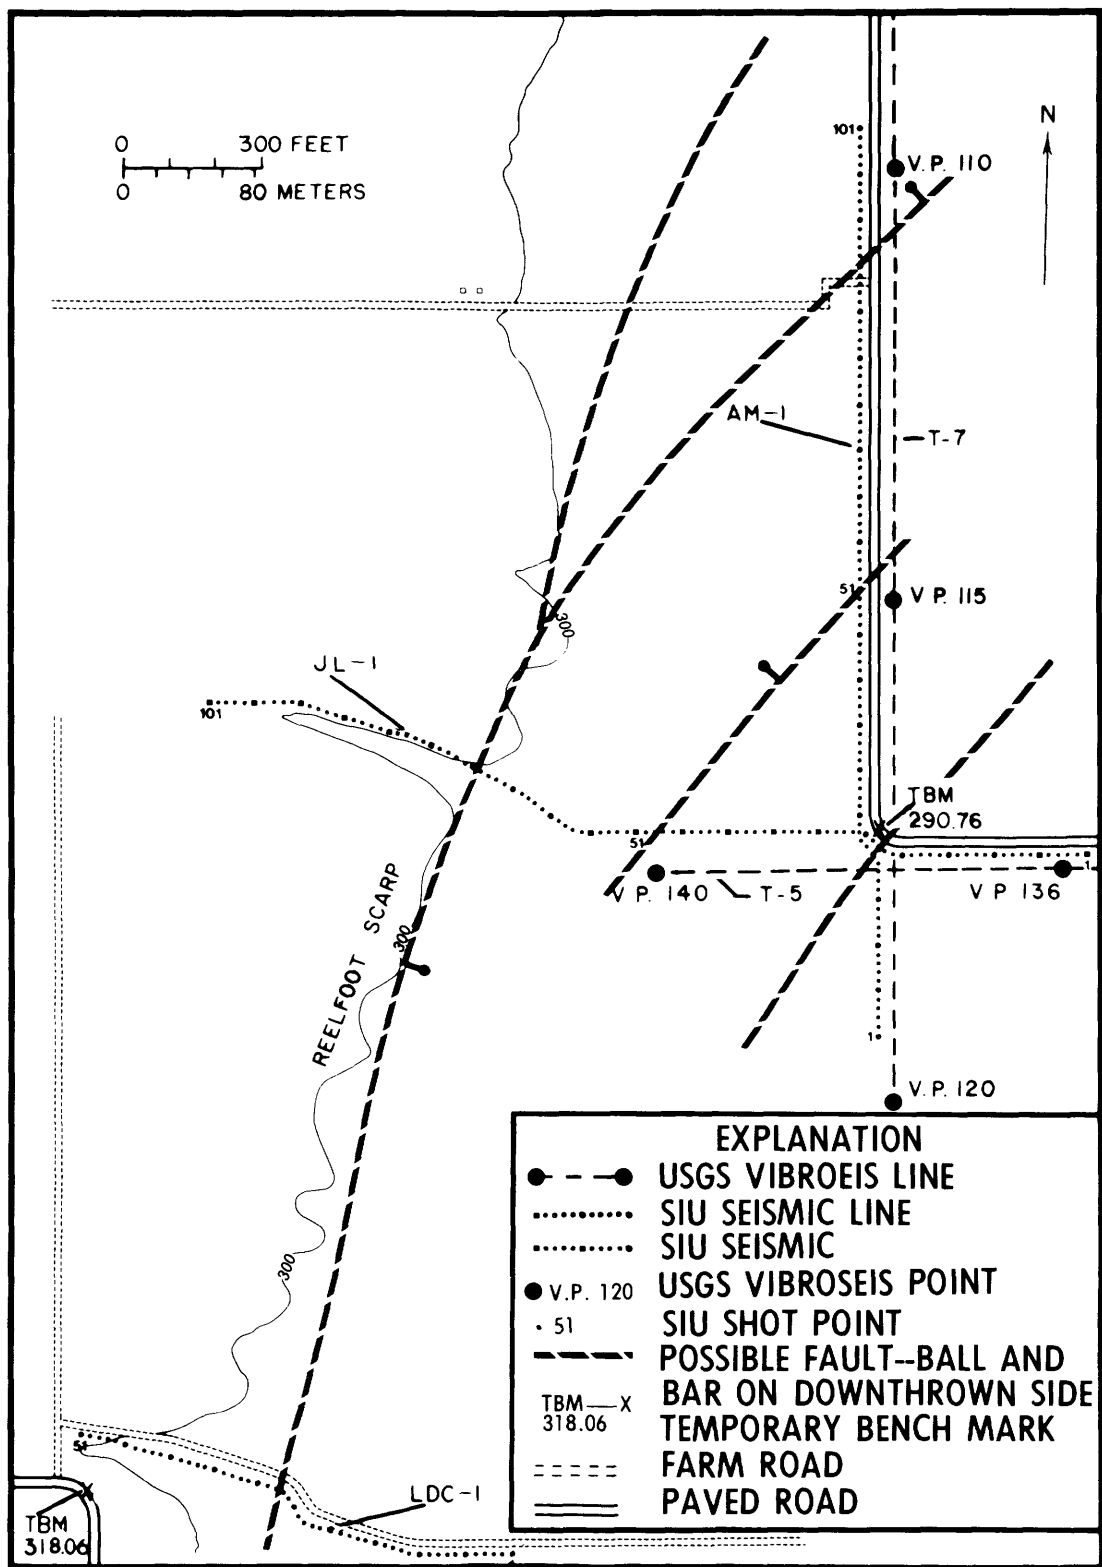 0 300 FEET
0 80 METERS
N
101
V.P. 110
AM-1
T-7
51
V P. 115
300
JL-1
101
TBM
290.76
51
1
V P. 140
T-5
V P 136
REELFOOT SCARP
300
1
V.P. 120
300
EXPLANATION
USGS VIBROEIS LINE
SIU SEISMIC LINE
SIU SEISMIC
V.P. 120 USGS VIBROSEIS POINT
51 SIU SHOT POINT
POSSIBLE FAULT--BALL AND
BAR ON DOWNTHROWN SIDE
TBM—X
318.06
TEMPORARY BENCH MARK
FARM ROAD
PAVED ROAD
51
LDC-1
TBM
318.06